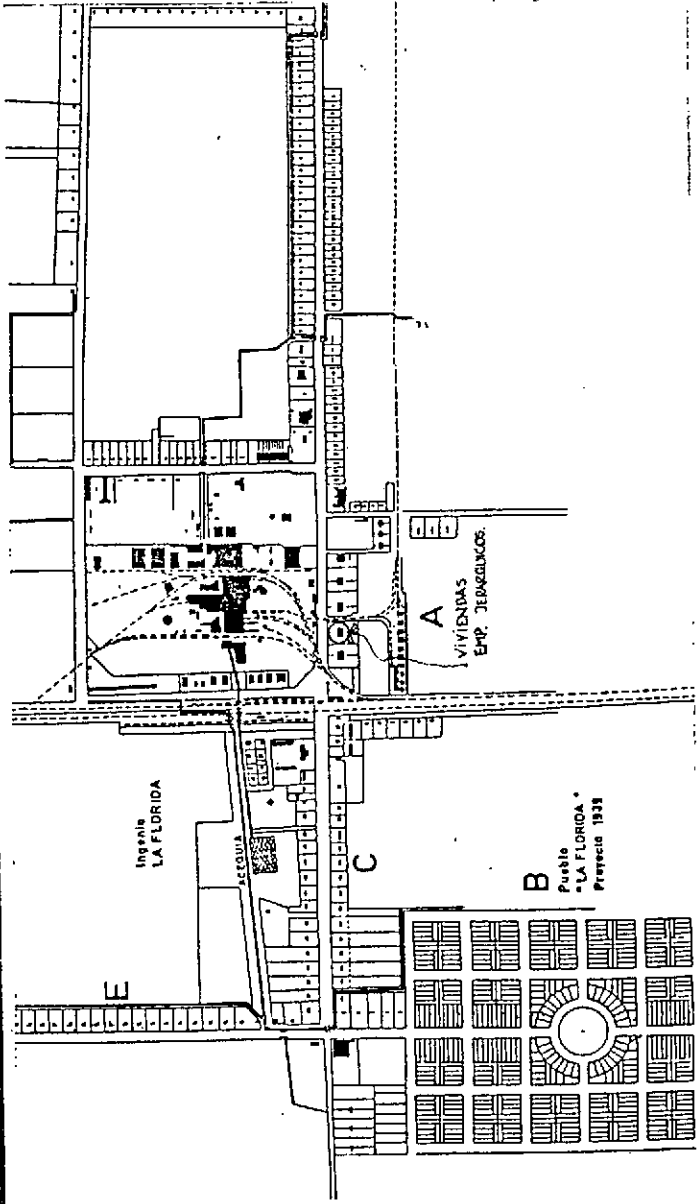 Ingenio
LA FLORIDA
ACEQUIA
E
C
A
VIVIENDAS
EMP. JERARQUICOS.
B
Pueblo
"LA FLORIDA"
Proyecto 1939